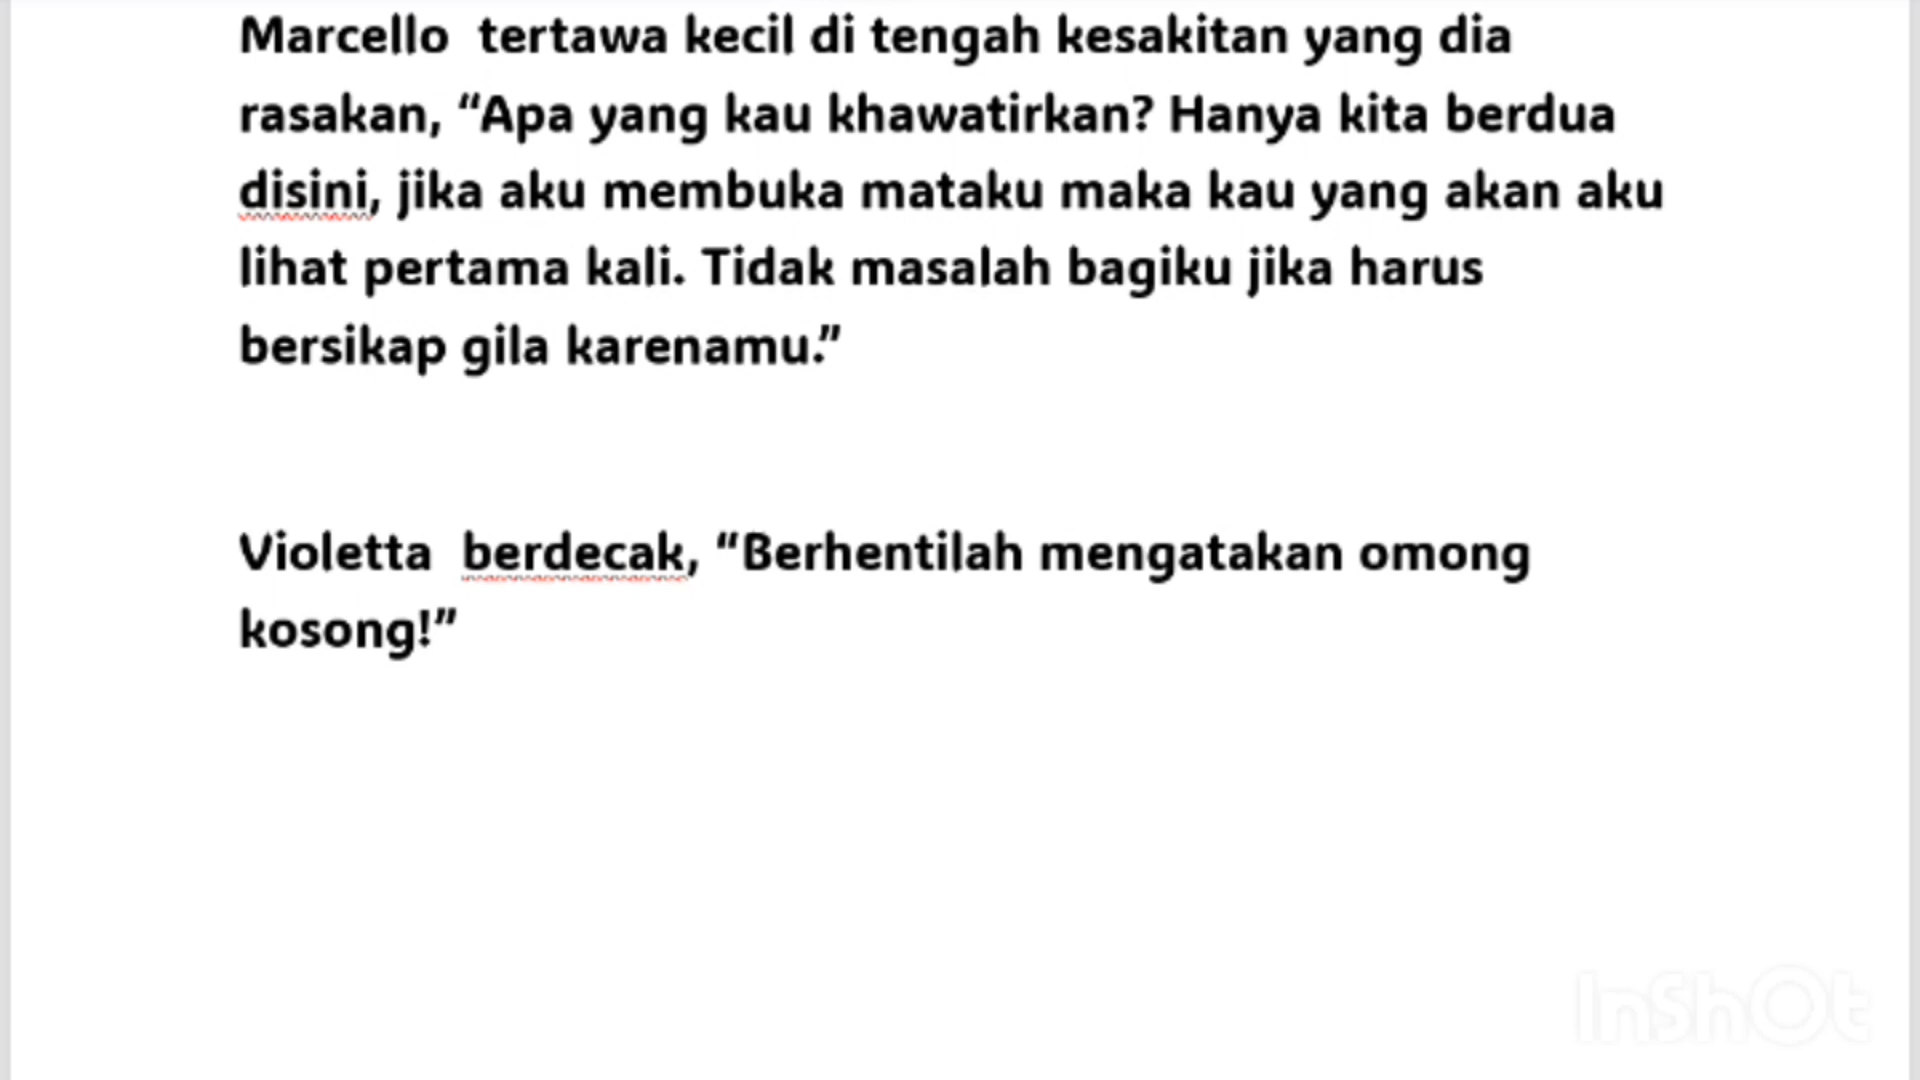 Marcello  tertawa kecil di tengah kesakitan yang dia
rasakan, “Apa yang kau khawatirkan? Hanya kita berdua
disini, jika aku membuka mataku maka kau yang akan aku
lihat pertama kali. Tidak masalah bagiku jika harus
bersikap gila karenamu.”
Violetta  berdecak, “Berhentilah mengatakan omong
kosong!”
InShOt